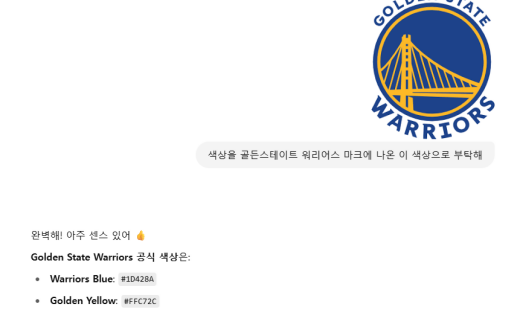 GOLDEN STATE
WARRIORS
색상을 골든스테이트 워리어스 마크에 나온 이 색상으로 부탁해
완벽해! 아주 센스 있어 🔥
Golden State Warriors 공식 색상은:
• Warriors Blue: #1D428A
• Golden Yellow: #FFC72C